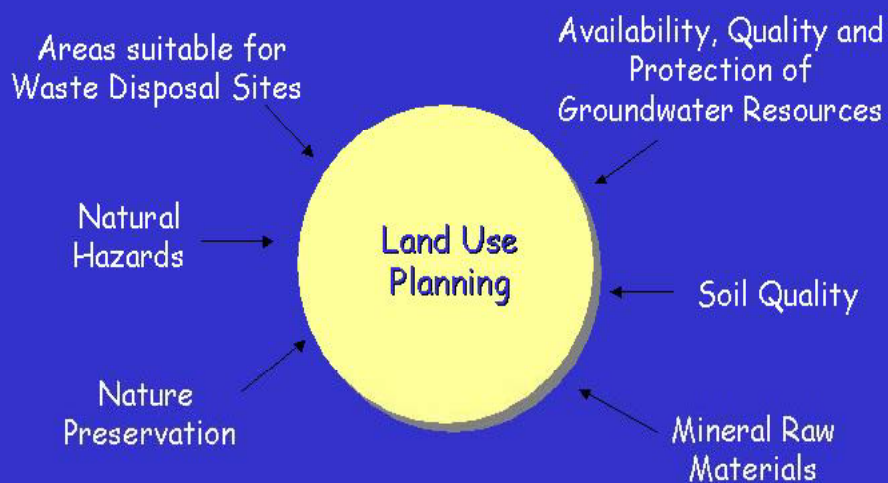 Areas suitable for
Waste Disposal Sites
Availability, Quality and
Protection of
Groundwater Resources
Natural
Hazards
Land Use
Planning
Soil Quality
Nature
Preservation
Mineral Raw
Materials